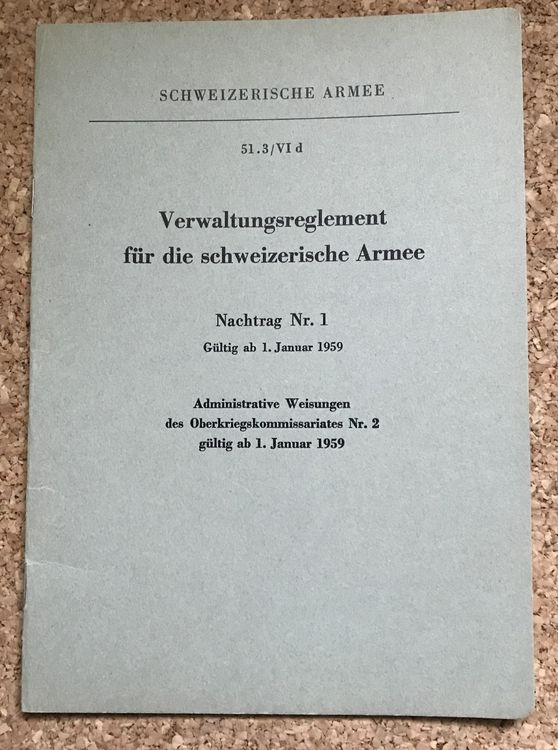 SCHWEIZERISCHE ARMEE
51.3/VI d
Verwaltungsreglement
für die schweizerische Armee
Nachtrag Nr. 1
Gültig ab 1. Januar 1959
Administrative Weisungen
des Oberkriegskommissariates Nr. 2
gültig ab 1. Januar 1959